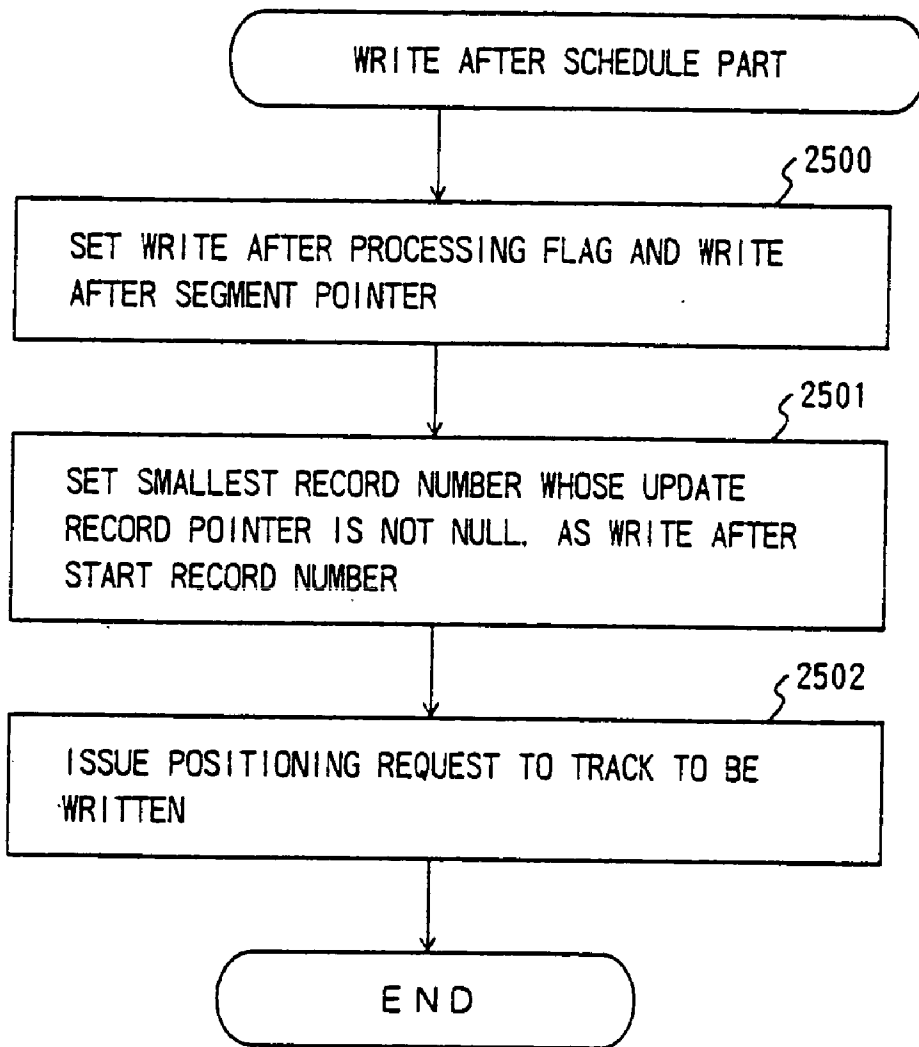 WRITE AFTER SCHEDULE PART
2500
SET WRITE AFTER PROCESSING FLAG AND WRITE
AFTER SEGMENT POINTER
2501
SET SMALLEST RECORD NUMBER WHOSE UPDATE
RECORD POINTER IS NOT NULL. AS WRITE AFTER
START RECORD NUMBER
2502
ISSUE POSITIONING REQUEST TO TRACK TO BE
WRITTEN
END